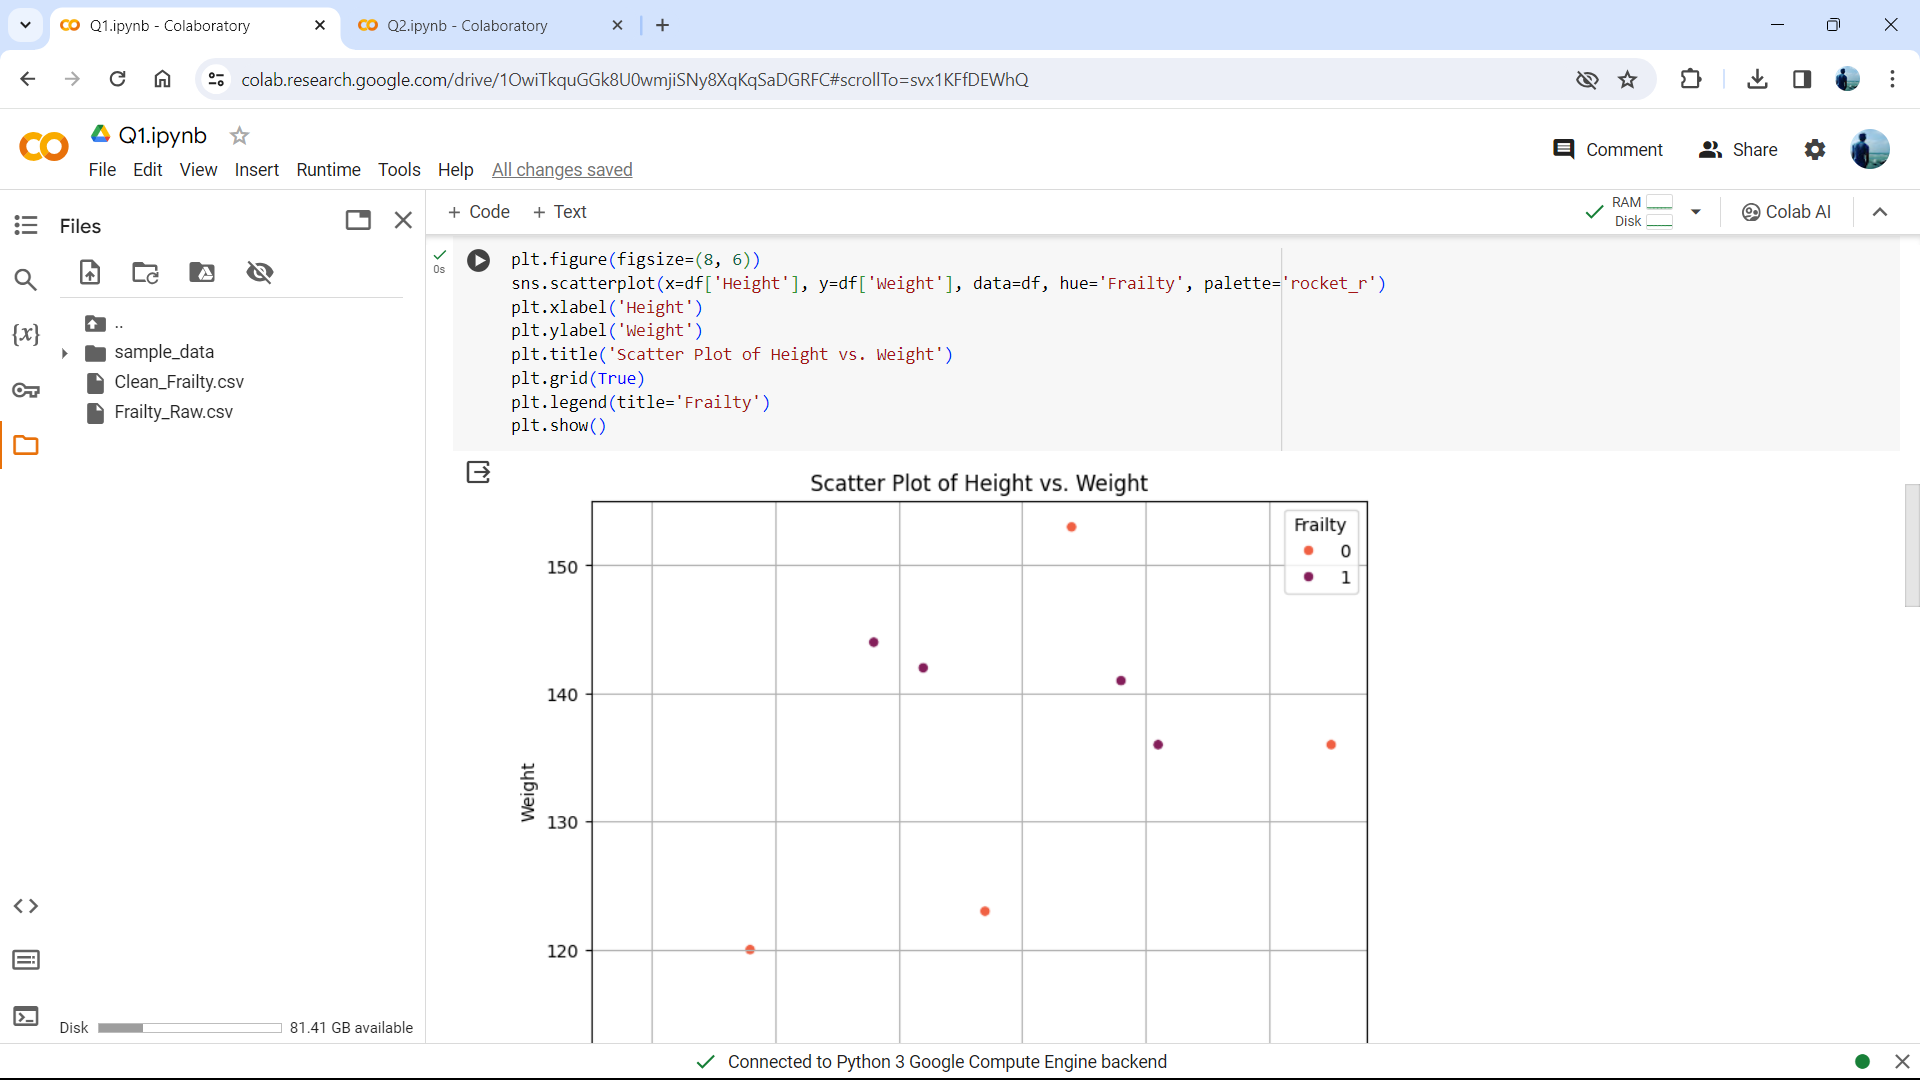 Q1.ipynb - Colaboratory
Q2.ipynb - Colaboratory
colab.research.google.com/drive/1OwiTkquGGk8U0wmjiSNy8XqKqSaDGRFC#scrollTo=svx1KFfDEWhQ
Q1.ipynb
Comment
Share
File Edit View Insert Runtime Tools Help All changes saved
Files
+ Code + Text
RAM
Disk
Colab AI
{x}
..
sample_data
Clean_Frailty.csv
Frailty_Raw.csv
Disk 81.41 GB available
0s
plt.figure(figsize=(8, 6))
sns.scatterplot(x=df['Height'], y=df['Weight'], data=df, hue='Frailty', palette='rocket_r')
plt.xlabel('Height')
plt.ylabel('Weight')
plt.title('Scatter Plot of Height vs. Weight')
plt.grid(True)
plt.legend(title='Frailty')
plt.show()
Scatter Plot of Height vs. Weight
Frailty
0
1
150
140
130
120
Weight
Connected to Python 3 Google Compute Engine backend